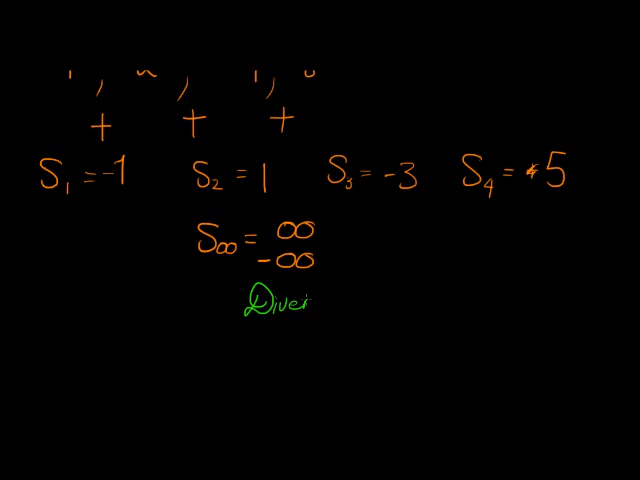 + + +
S₁ = -1 S₂ = 1 S₃ = -3 S₄ = 5
S∞ = ∞
-∞
Diver